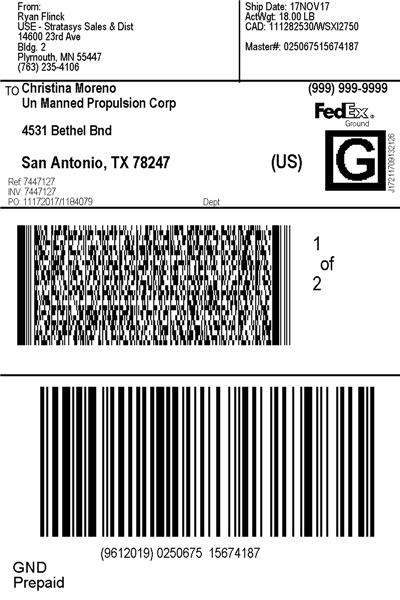 From:
Ryan Flinck
USE - Stratasys Sales & Dist
14600 23rd Ave
Bldg. 2
Plymouth, MN 55447
(763) 235-4106
Ship Date: 17NOV17
ActWgt: 18.00 LB
CAD: 111282530/WSXI2750
Master#: 025067515674187
TO Christina Moreno (999) 999-9999
Un Manned Propulsion Corp
4531 Bethel Bnd
San Antonio, TX 78247 (US)
FedEx®
Ground
G
J17211709132126
Ref: 7447127
INV: 7447127
PO: 11172017/1184079 Dept
1
of
2
(9612019) 0250675 15674187
GND
Prepaid